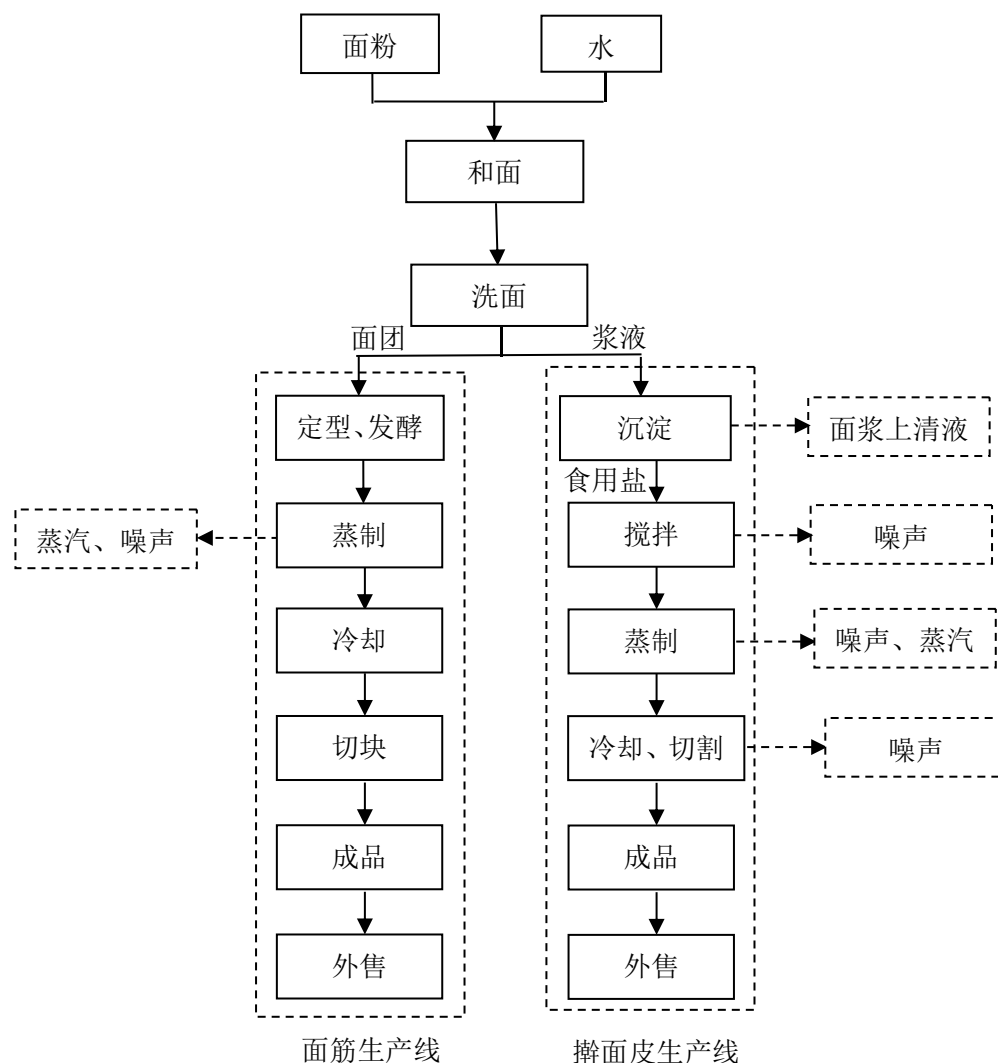 面粉
水
和面
洗面
面团
浆液
定型、发酵
沉淀
面浆上清液
食用盐
蒸汽、噪声
蒸制
搅拌
噪声
冷却
蒸制
噪声、蒸汽
切块
冷却、切割
噪声
成品
成品
外售
外售
面筋生产线
擀面皮生产线